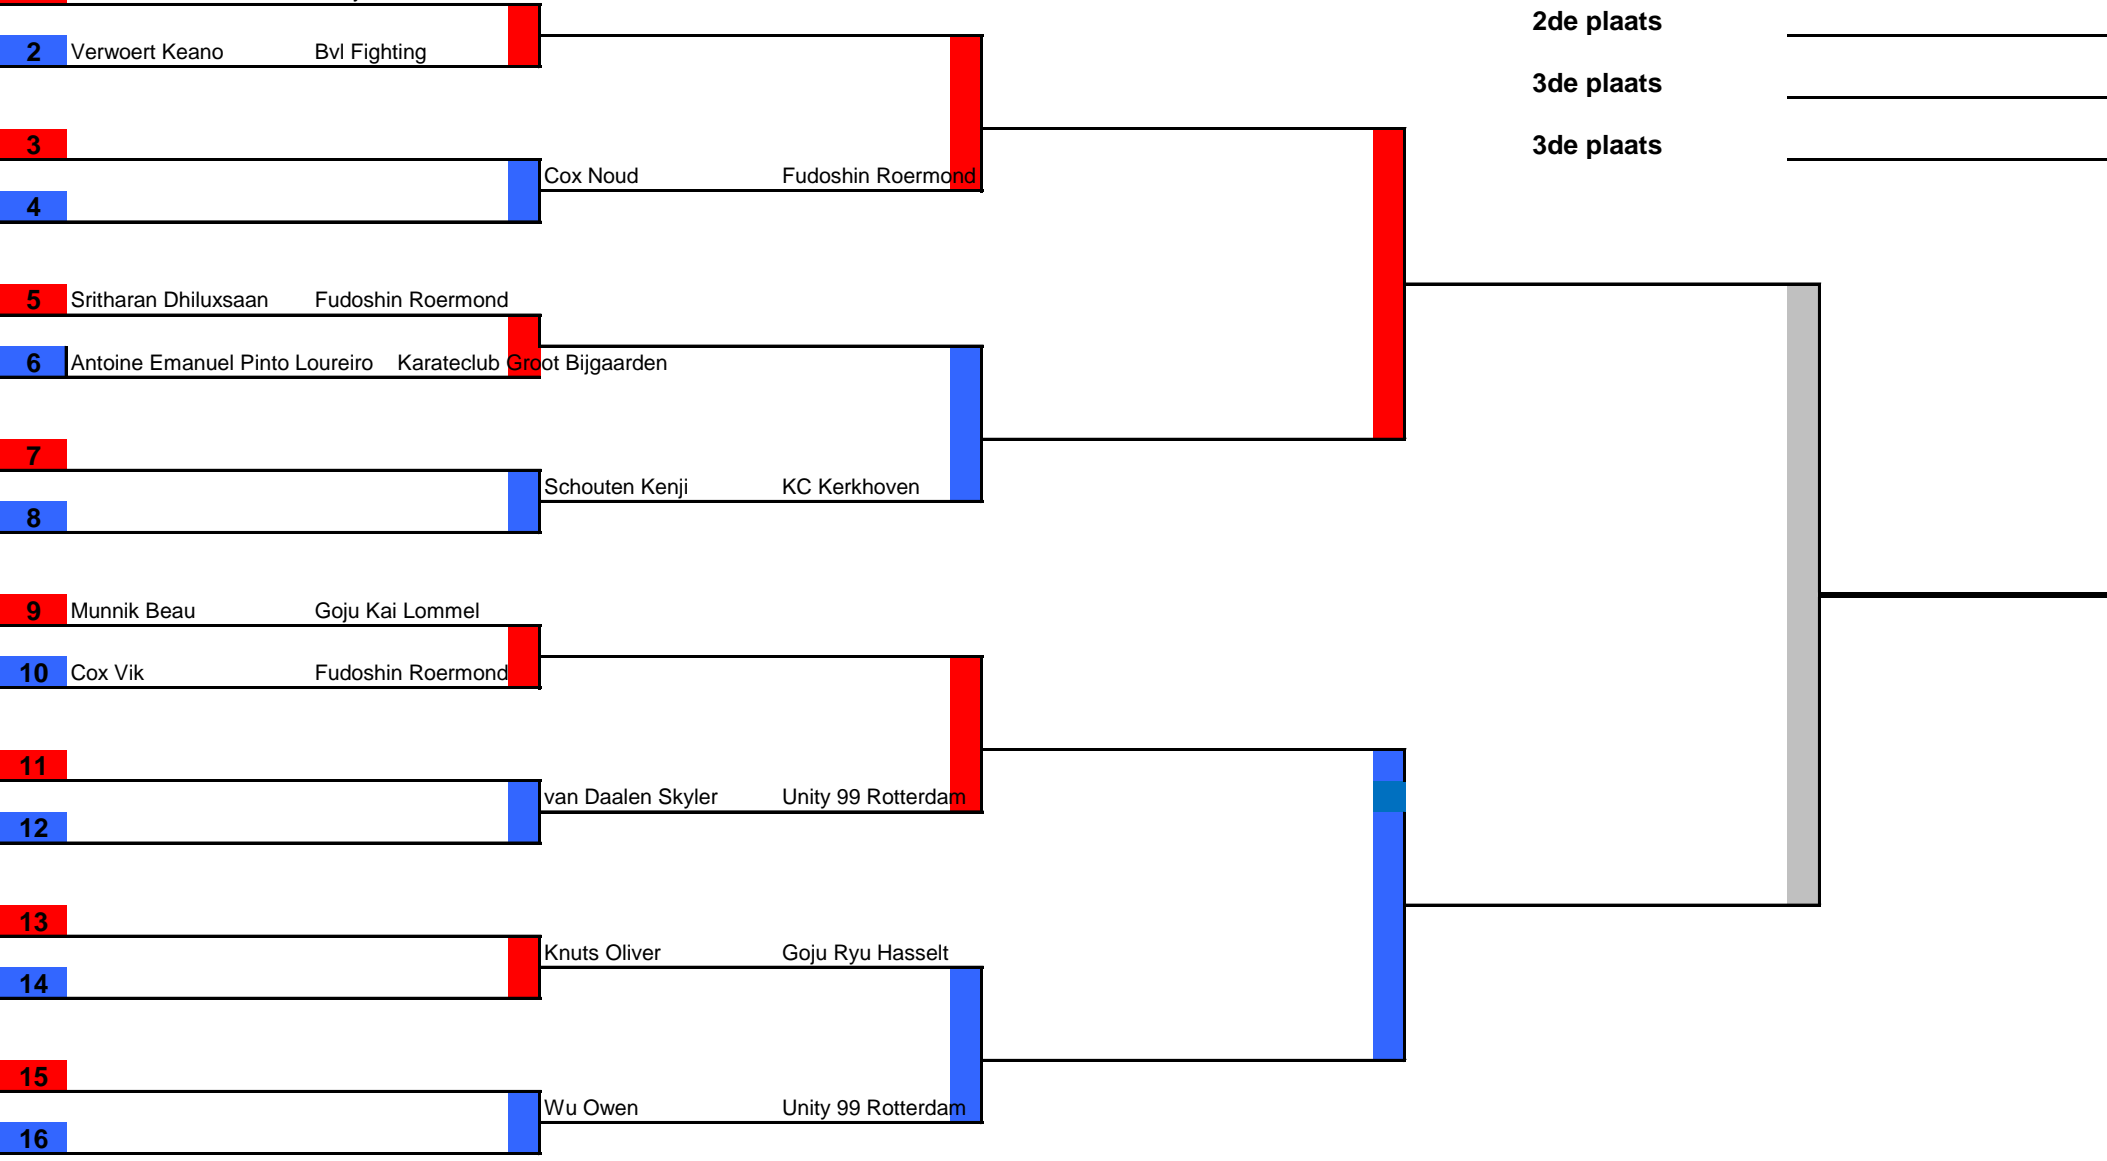 2de plaats
2 Verwoert Keano Bvl Fighting
3de plaats
3
3de plaats
Cox Noud Fudoshin Roermond
4
5 Sritharan Dhiluxsaan Fudoshin Roermond
6 Antoine Emanuel Pinto Loureiro Karateclub Groot Bijgaarden
7
Schouten Kenji KC Kerkhoven
8
9 Munnik Beau Goju Kai Lommel
10 Cox Vik Fudoshin Roermond
11
van Daalen Skyler Unity 99 Rotterdam
12
13
Knuts Oliver Goju Ryu Hasselt
14
15
Wu Owen Unity 99 Rotterdam
16